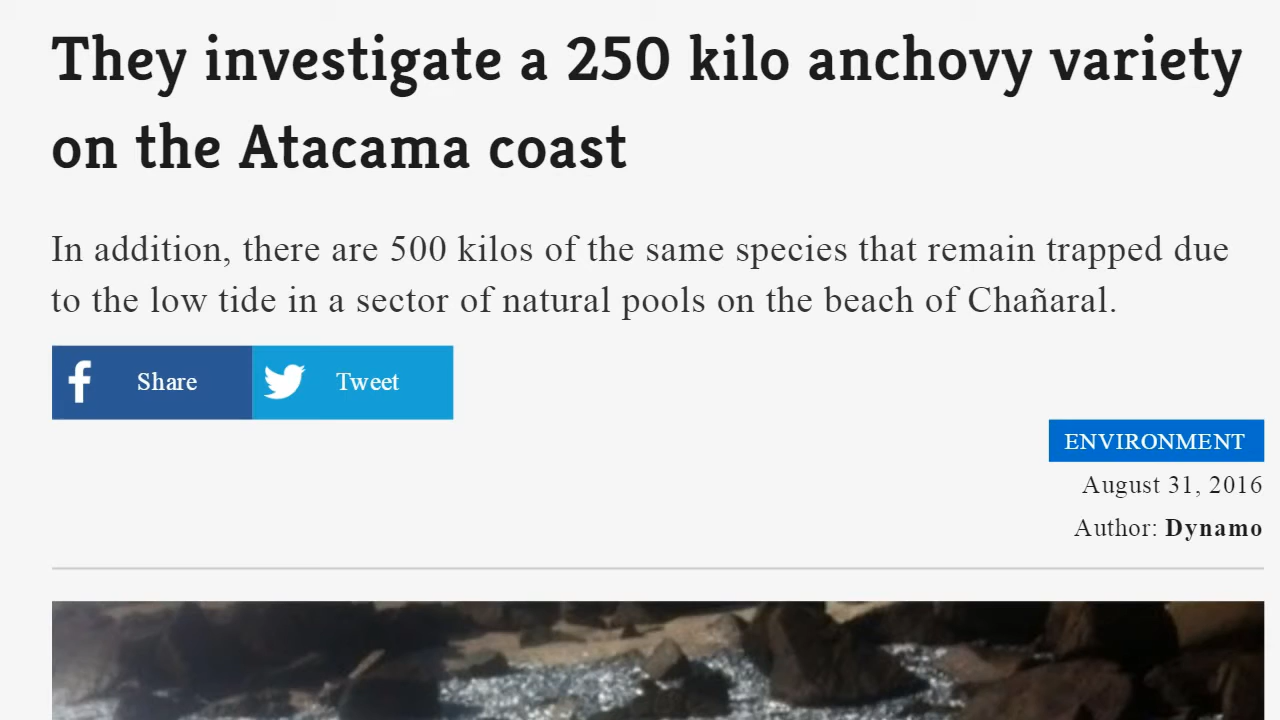 They investigate a 250 kilo anchovy variety
on the Atacama coast
In addition, there are 500 kilos of the same species that remain trapped due
to the low tide in a sector of natural pools on the beach of Chañaral.
Share
Tweet
ENVIRONMENT
August 31, 2016
Author: Dynamo